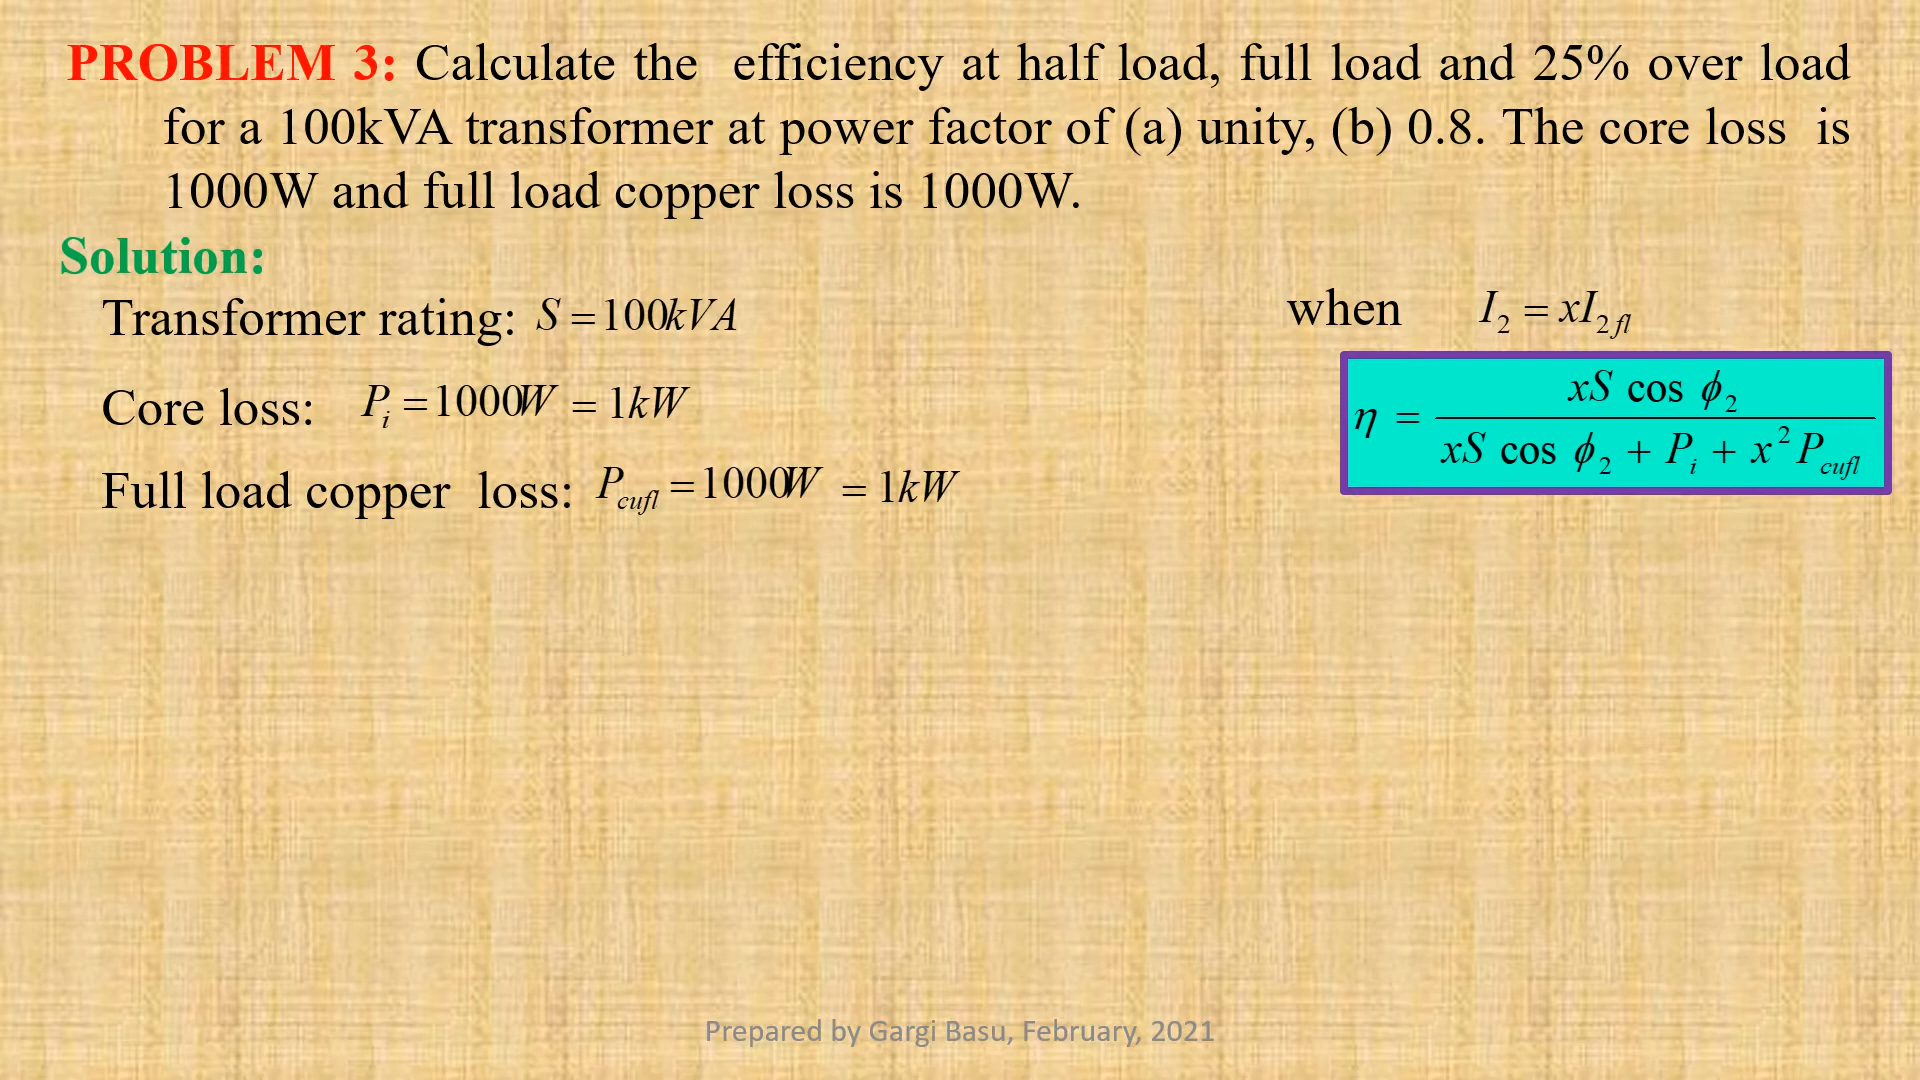 PROBLEM 3: Calculate the efficiency at half load, full load and 25% over load
for a 100kVA transformer at power factor of (a) unity, (b) 0.8. The core loss is
1000W and full load copper loss is 1000W.
Solution:
Transformer rating: S = 100kVA
when I₂ = xI₂fl
Core loss: Pᵢ = 1000W = 1kW
η = xS cos ϕ₂ / xS cos ϕ₂ + Pᵢ + x² Pcufl
Full load copper loss: Pcufl = 1000W = 1kW
Prepared by Gargi Basu, February, 2021